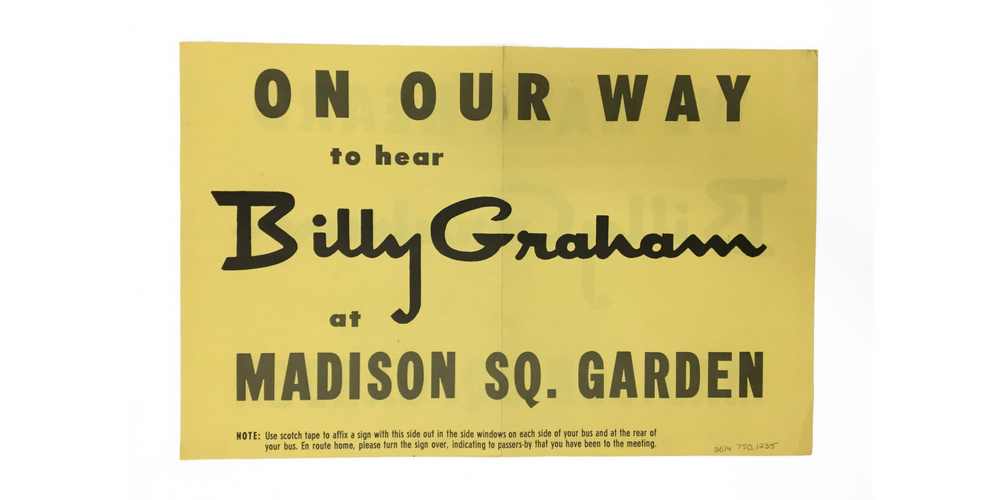 ON OUR WAY
to hear
Billy Graham
at
MADISON SQ. GARDEN
NOTE: Use scotch tape to affix a sign with this side out in the side windows on each side of your bus and at the rear of
your bus. En route home, please turn the sign over, indicating to passers-by that you have been to the meeting.
750.1235